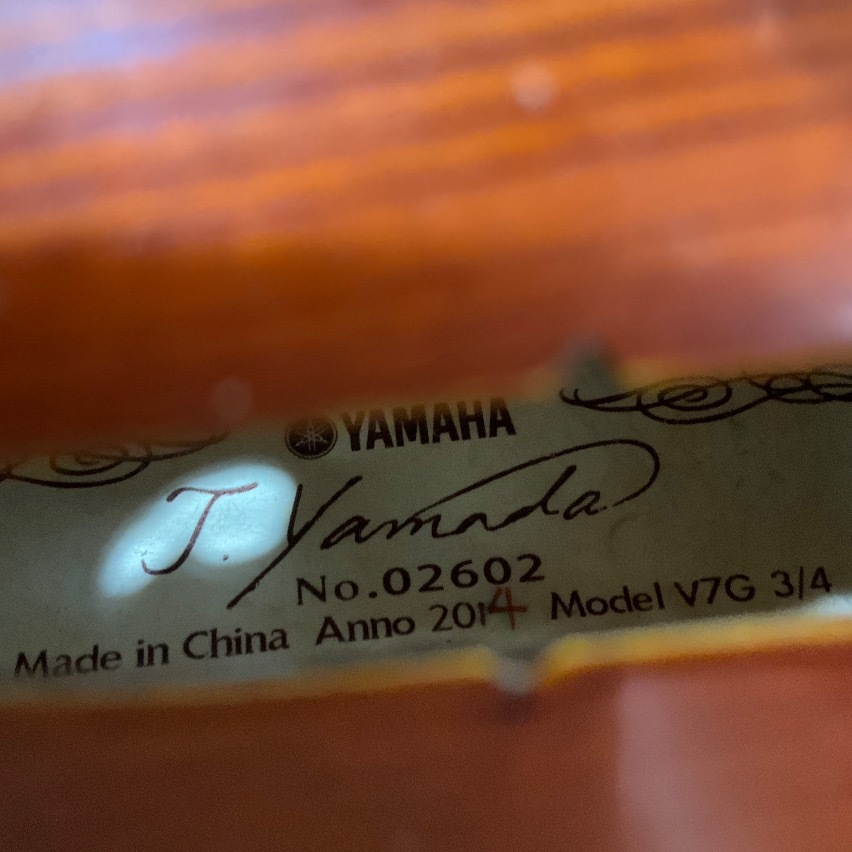 YAMAHA
J. Yamada
No.02602
Made in China Anno 2014 Model V7G 3/4